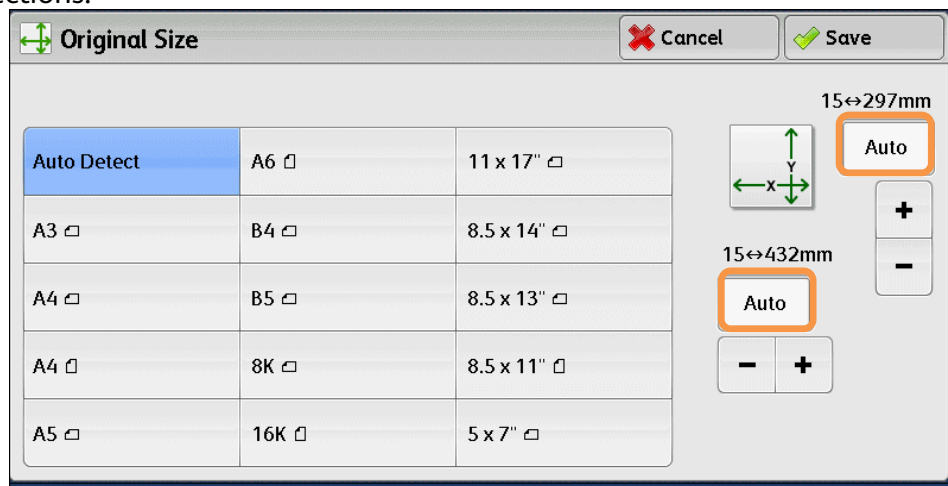 Original Size
Cancel
Save
15↔297mm
Auto Detect
A6
11 x 17"
Y
X
Auto
+
−
A3
B4
8.5 x 14"
15↔432mm
A4
B5
8.5 x 13"
Auto
A4
8K
8.5 x 11"
− +
A5
16K
5 x 7"